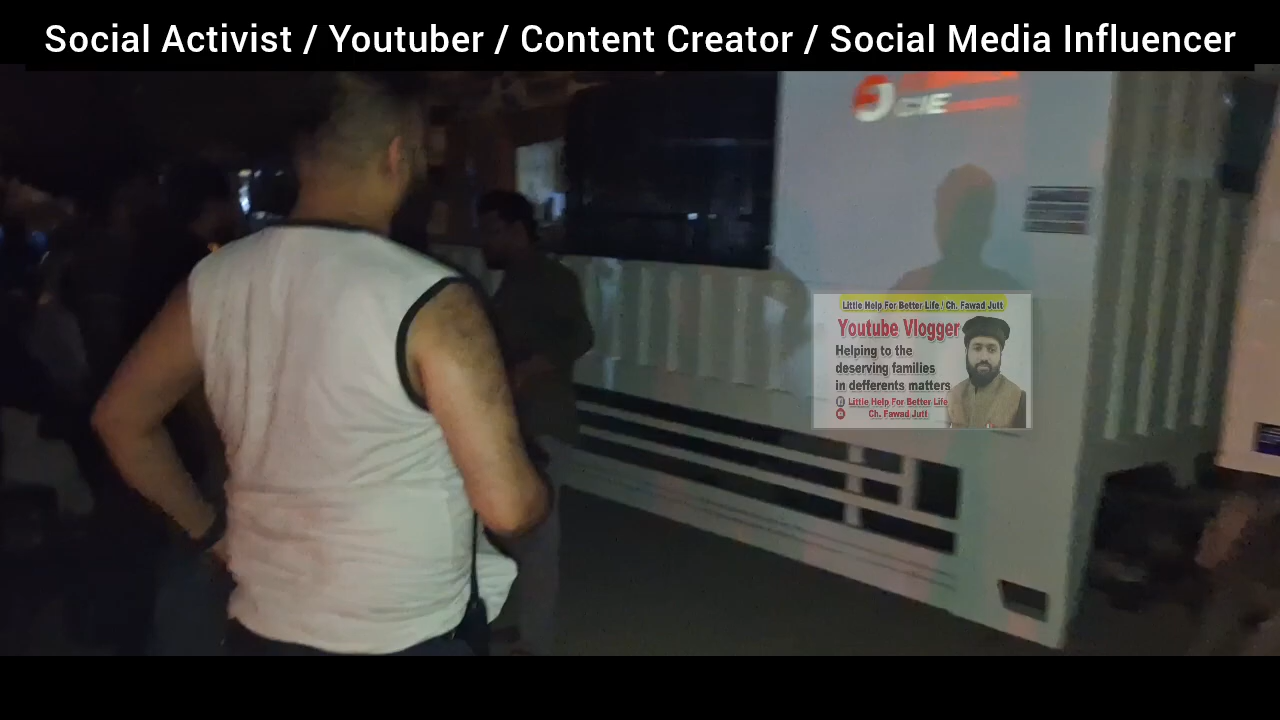 Social Activist / Youtuber / Content Creator / Social Media Influencer
Little Help For Better Life / Ch. Fawad Jutt
Youtube Vlogger
Helping to the
deserving families
in defferents matters
Little Help For Better Life
Ch. Fawad Jutt